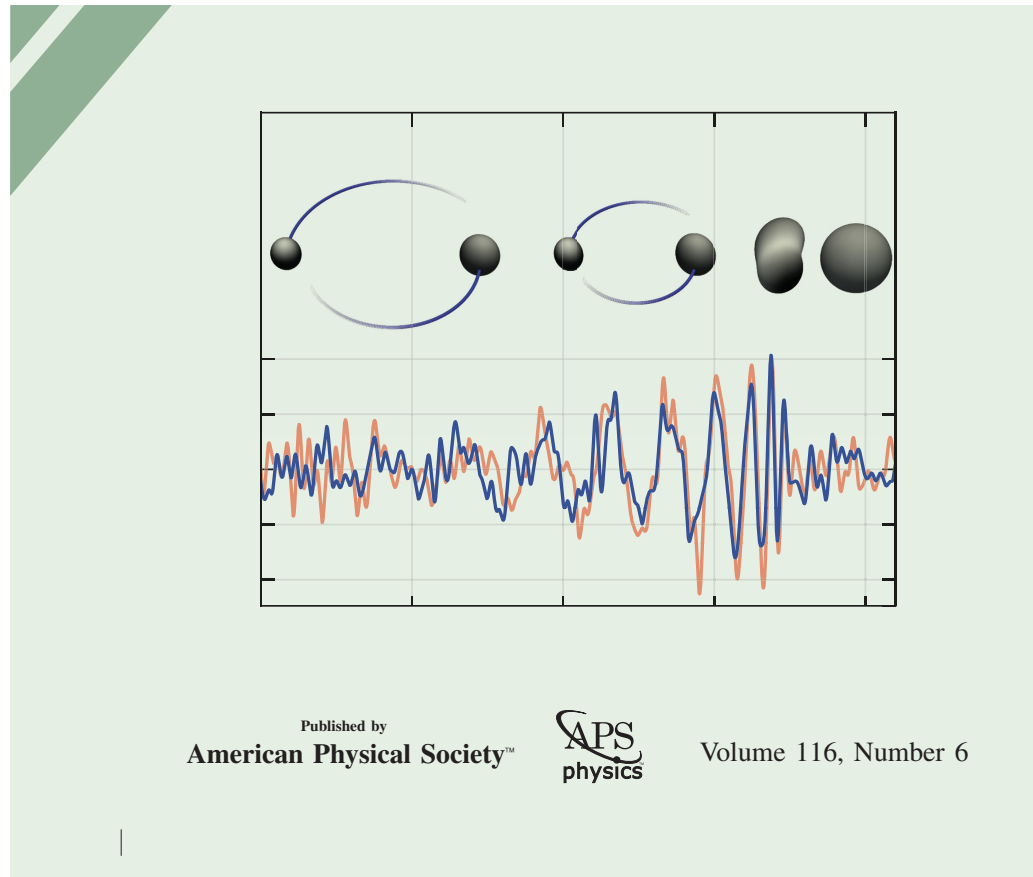 Published by
American Physical Society™
APS
physics
Volume 116, Number 6